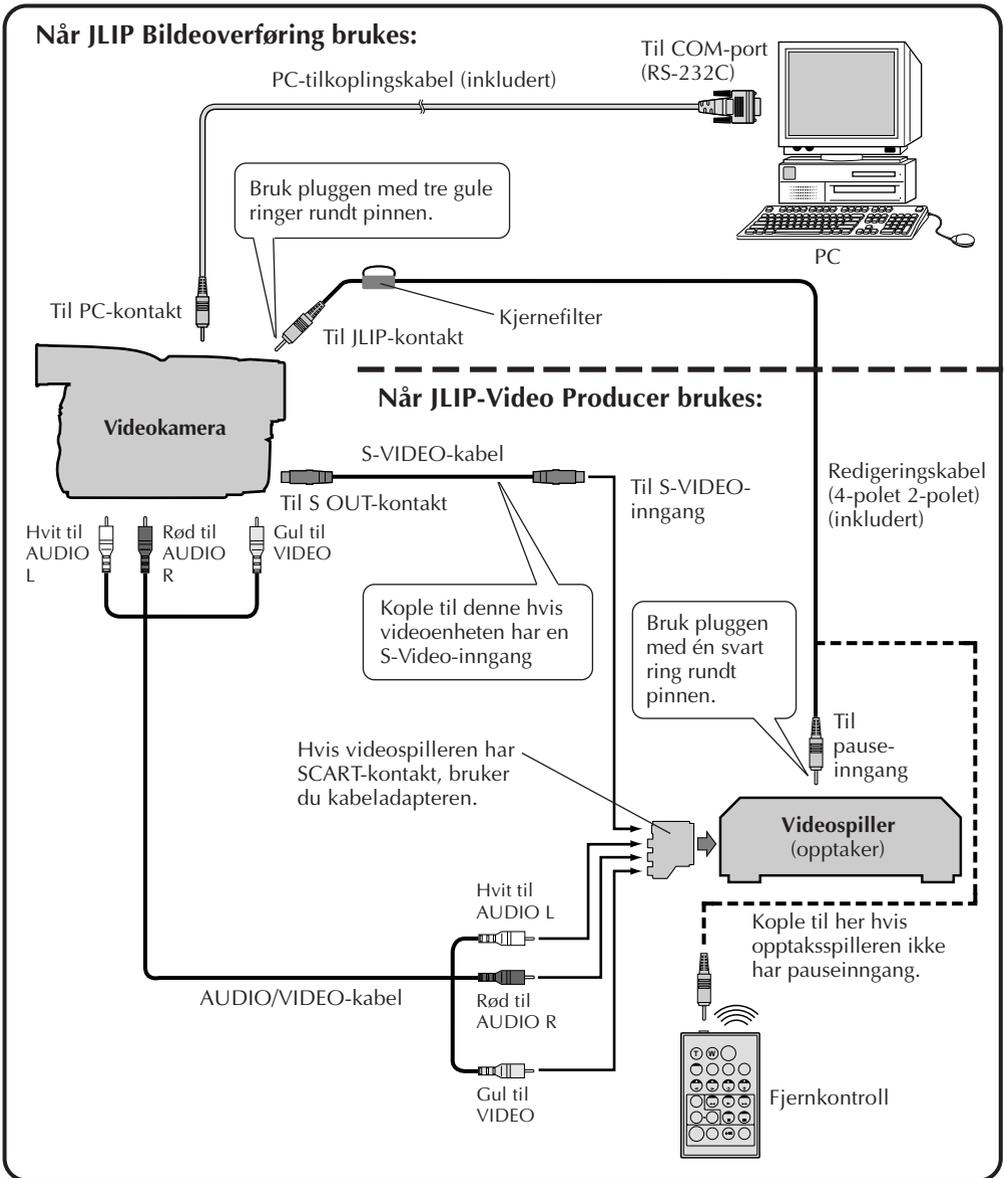 Når JLIP Bildeoverføring brukes:
Til COM-port
(RS-232C)
PC-tilkoplingskabel (inkludert)
Bruk pluggen med tre gule
ringer rundt pinnen.
PC
Til PC-kontakt
Til JLIP-kontakt
Kjernefilter
Når JLIP-Video Producer brukes:
Videokamera
S-VIDEO-kabel
Til S OUT-kontakt
Til S-VIDEO-
inngang
Redigeringskabel
(4-polet 2-polet)
(inkludert)
Hvit til
AUDIO
L
Rød til
AUDIO
R
Gul til
VIDEO
Kople til denne hvis
videoenheten har en
S-Video-inngang
Bruk pluggen
med én svart
ring rundt
pinnen.
Til
pause-
inngang
Hvis videospilleren har
SCART-kontakt, bruker
du kabeladapteren.
Videospiller
(opptaker)
Hvit til
AUDIO L
Kople til her hvis
opptaksspilleren ikke
har pauseinngang.
AUDIO/VIDEO-kabel
Rød til
AUDIO R
Gul til
VIDEO
T W
Fjernkontroll